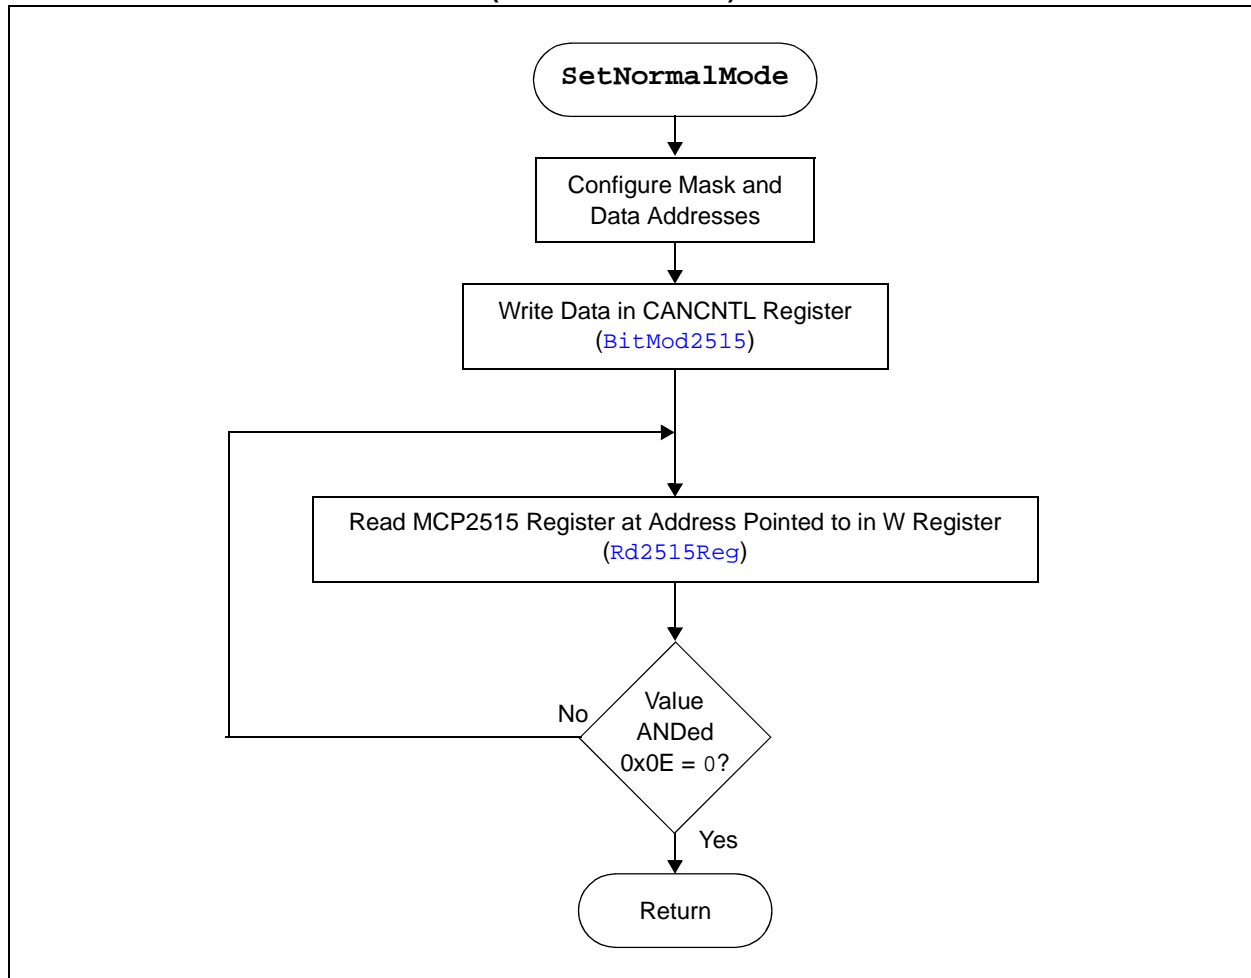 SetNormalMode
Configure Mask and
Data Addresses
Write Data in CANCNTL Register
(BitMod2515)
Read MCP2515 Register at Address Pointed to in W Register
(Rd2515Reg)
Value
ANDed
0x0E = 0?
No
Yes
Return